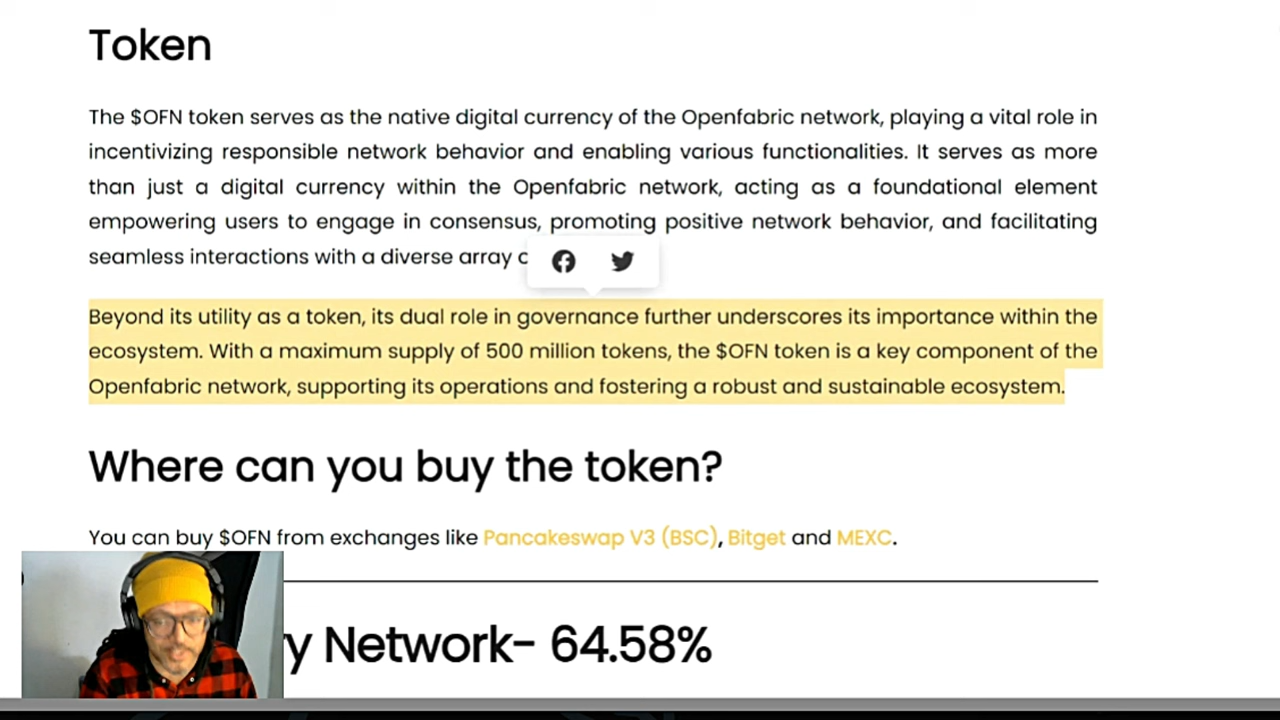 Token
The $OFN token serves as the native digital currency of the Openfabric network, playing a vital role in
incentivizing responsible network behavior and enabling various functionalities. It serves as more
than just a digital currency within the Openfabric network, acting as a foundational element
empowering users to engage in consensus, promoting positive network behavior, and facilitating
seamless interactions with a diverse array
Beyond its utility as a token, its dual role in governance further underscores its importance within the
ecosystem. With a maximum supply of 500 million tokens, the $OFN token is a key component of the
Openfabric network, supporting its operations and fostering a robust and sustainable ecosystem.
Where can you buy the token?
You can buy $OFN from exchanges like Pancakeswap V3 (BSC), Bitget and MEXC.
Network- 64.58%